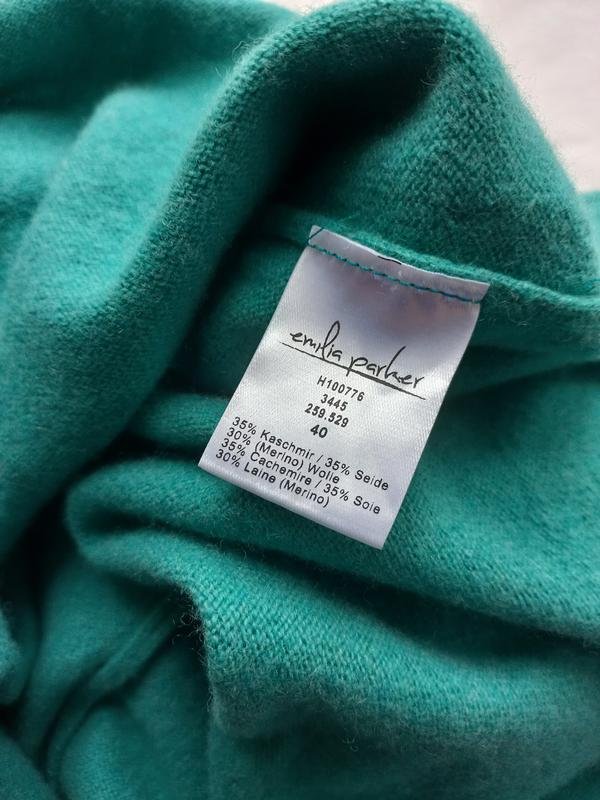 emilia parker
H100776
3445
259.529
40
35% Kaschmir / 35% Seide
30% (Merino) Wolle
35% Cachemire / 35% Soie
30% Laine (Merino)